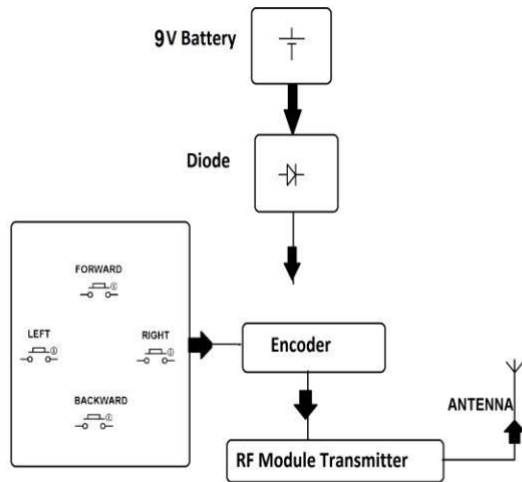 9V Battery
Diode
FORWARD
LEFT
RIGHT
BACKWARD
Encoder
ANTENNA
RF Module Transmitter